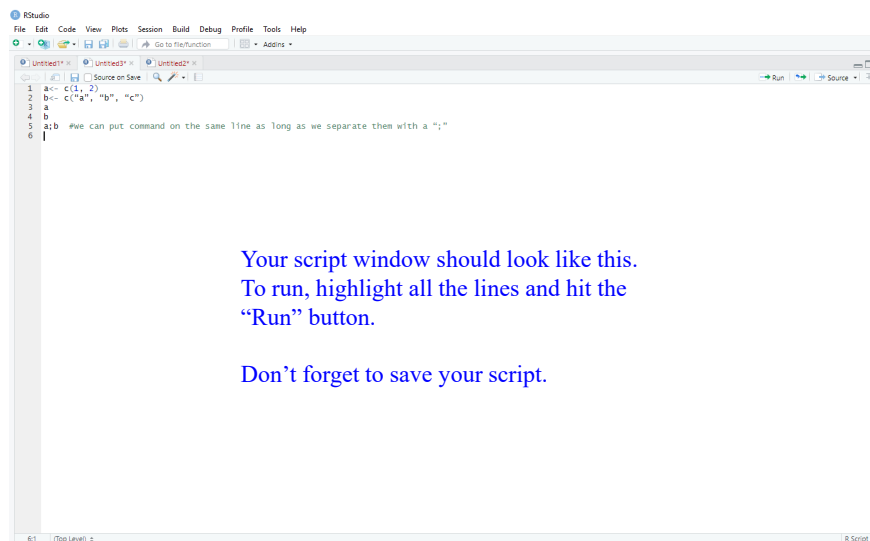 RStudio
File Edit Code View Plots Session Build Debug Profile Tools Help
Go to file/function Addins
Untitled1* Untitled3* Untitled2*
Source on Save Run Source
1 a<- c(1, 2)
2 b<- c("a", “b”, “c”)
3 a
4 b
5 a;b #we can put command on the same line as long as we separate them with a “;"
6
Your script window should look like this.
To run, highlight all the lines and hit the
“Run” button.
Don’t forget to save your script.
6:1 (Top Level) R Script